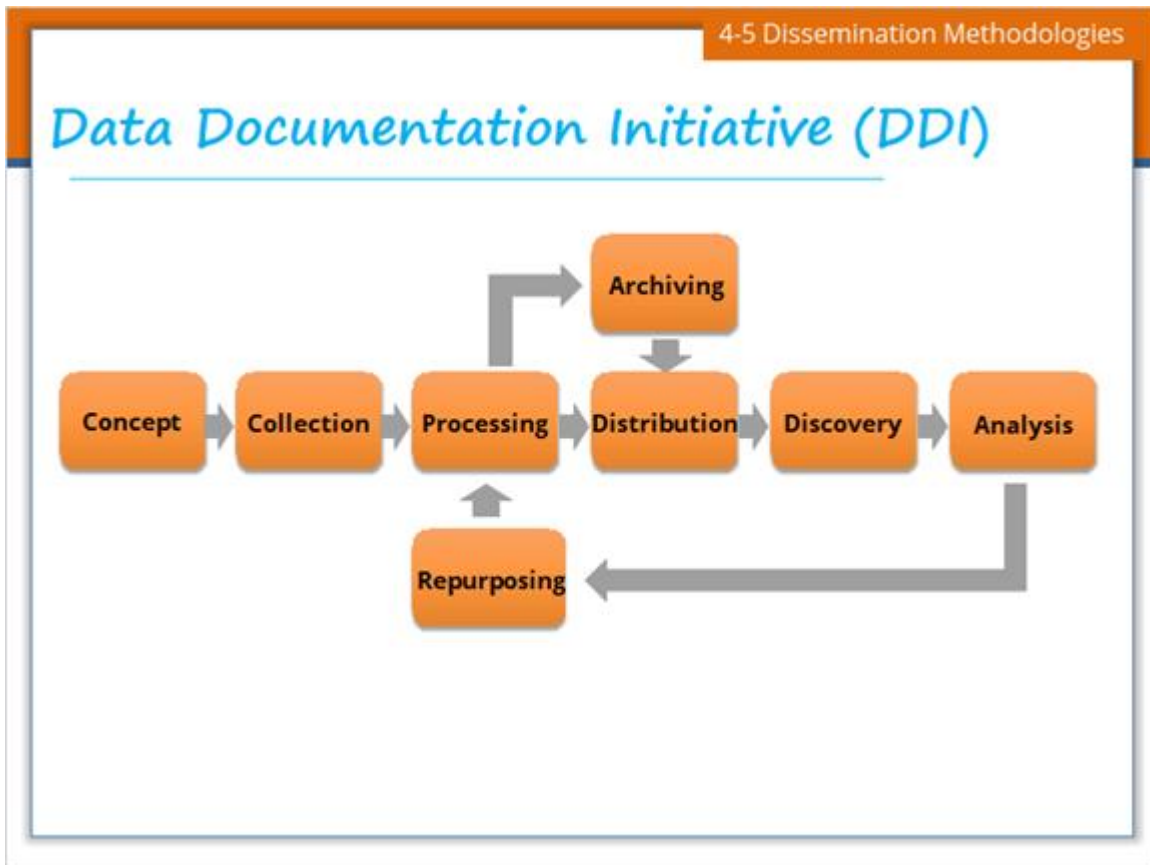 4-5 Dissemination Methodologies
Data Documentation Initiative (DDI)
Archiving
Concept
Collection
Processing
Distribution
Discovery
Analysis
Repurposing